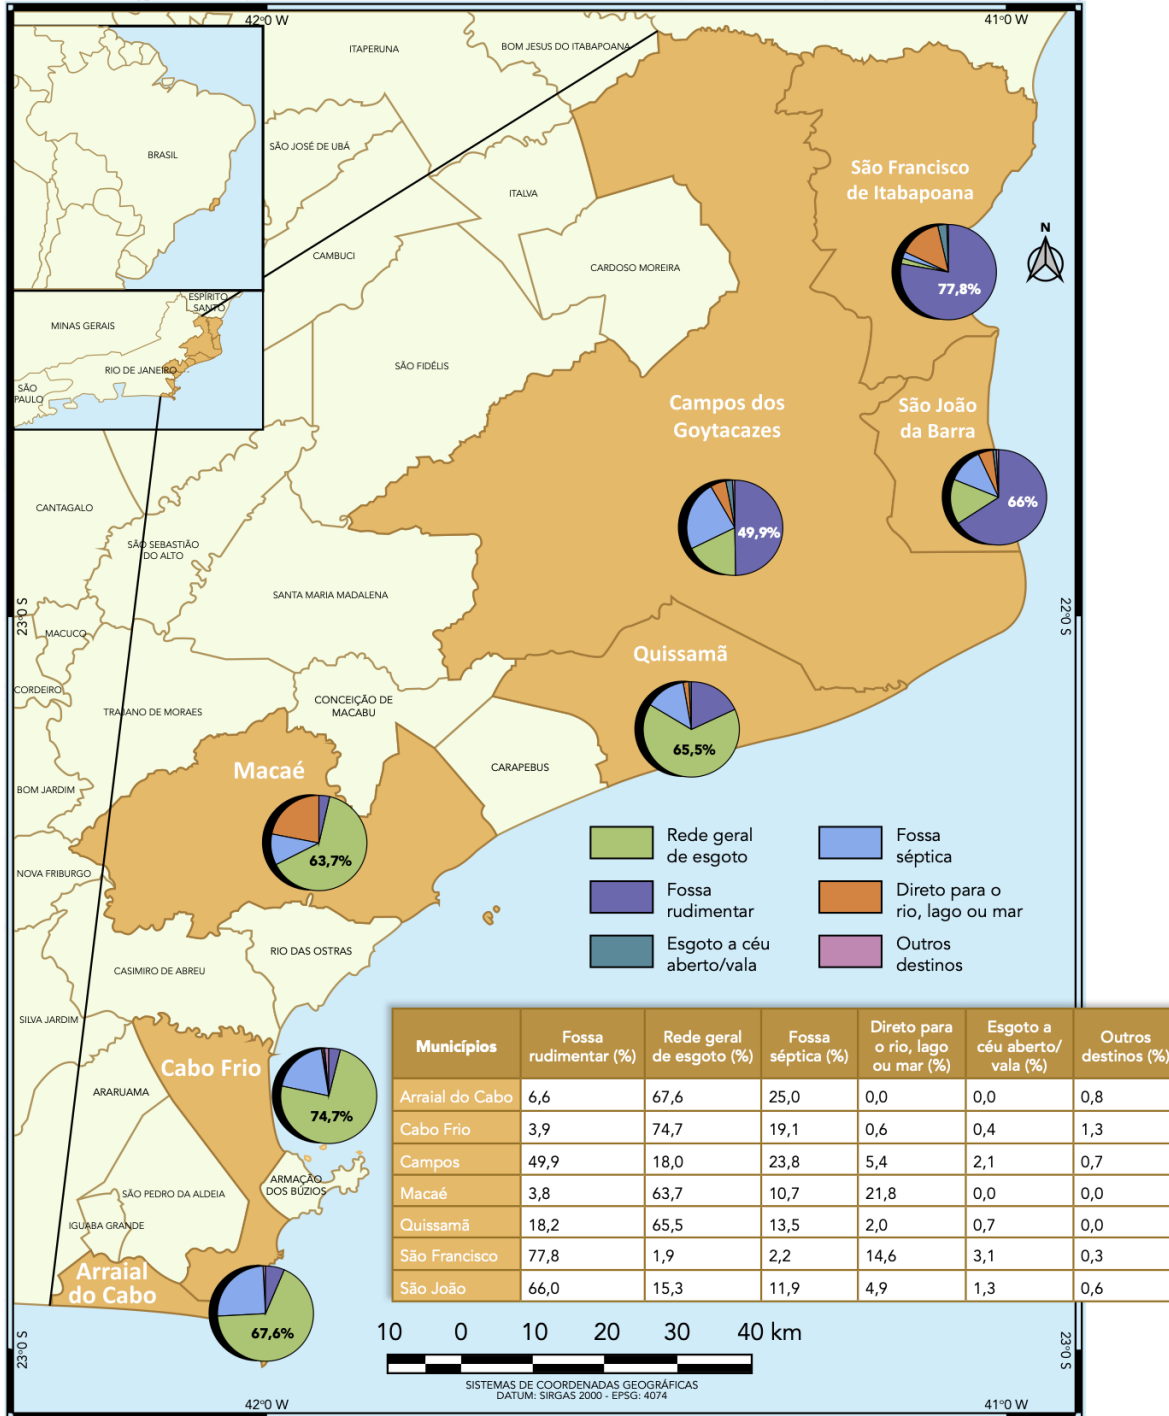 42°0 W
41°0 W
BRASIL
ESPÍRITO
SANTO
MINAS GERAIS
RIO DE JANEIRO
SÃO
PAULO
ITAPERUNA
BOM JESUS DO ITABAPOANA
SÃO JOSÉ DE UBÁ
ITALVA
CAMBUCI
CARDOSO MOREIRA
SÃO FIDÉLIS
São Francisco
de Itabapoana
N
77,8%
Campos dos
Goytacazes
49,9%
São João
da Barra
66%
CANTAGALO
SÃO SEBASTIÃO
DO ALTO
SANTA MARIA MADALENA
23°0 S
22°0 S
MACUCO
CORDEIRO
TRAJANO DE MORAES
CONCEIÇÃO DE
MACABU
Quissamã
65,5%
CARAPEBUS
BOM JARDIM
Macaé
63,7%
NOVA FRIBURGO
Rede geral
de esgoto
Fossa
séptica
Fossa
rudimentar
Direto para o
rio, lago ou mar
Esgoto a céu
aberto/vala
Outros
destinos
RIO DAS OSTRAS
CASIMIRO DE ABREU
SILVA JARDIM
Cabo Frio
74,7%
ARARUAMA
ARMAÇÃO
DOS BÚZIOS
SÃO PEDRO DA ALDEIA
IGUABA GRANDE
Arraial
do Cabo
67,6%
Municípios Fossa rudimentar (%) Rede geral de esgoto (%) Fossa séptica (%) Direto para o rio, lago ou mar (%) Esgoto a céu aberto/ vala (%) Outros destinos (%)
Arraial do Cabo 6,6 67,6 25,0 0,0 0,0 0,8
Cabo Frio 3,9 74,7 19,1 0,6 0,4 1,3
Campos 49,9 18,0 23,8 5,4 2,1 0,7
Macaé 3,8 63,7 10,7 21,8 0,0 0,0
Quissamã 18,2 65,5 13,5 2,0 0,7 0,0
São Francisco 77,8 1,9 2,2 14,6 3,1 0,3
São João 66,0 15,3 11,9 4,9 1,3 0,6
10 0 10 20 30 40 km
SISTEMAS DE COORDENADAS GEOGRÁFICAS
DATUM: SIRGAS 2000 - EPSG: 4074
23°0 S
23°0 S
42°0 W
41°0 W